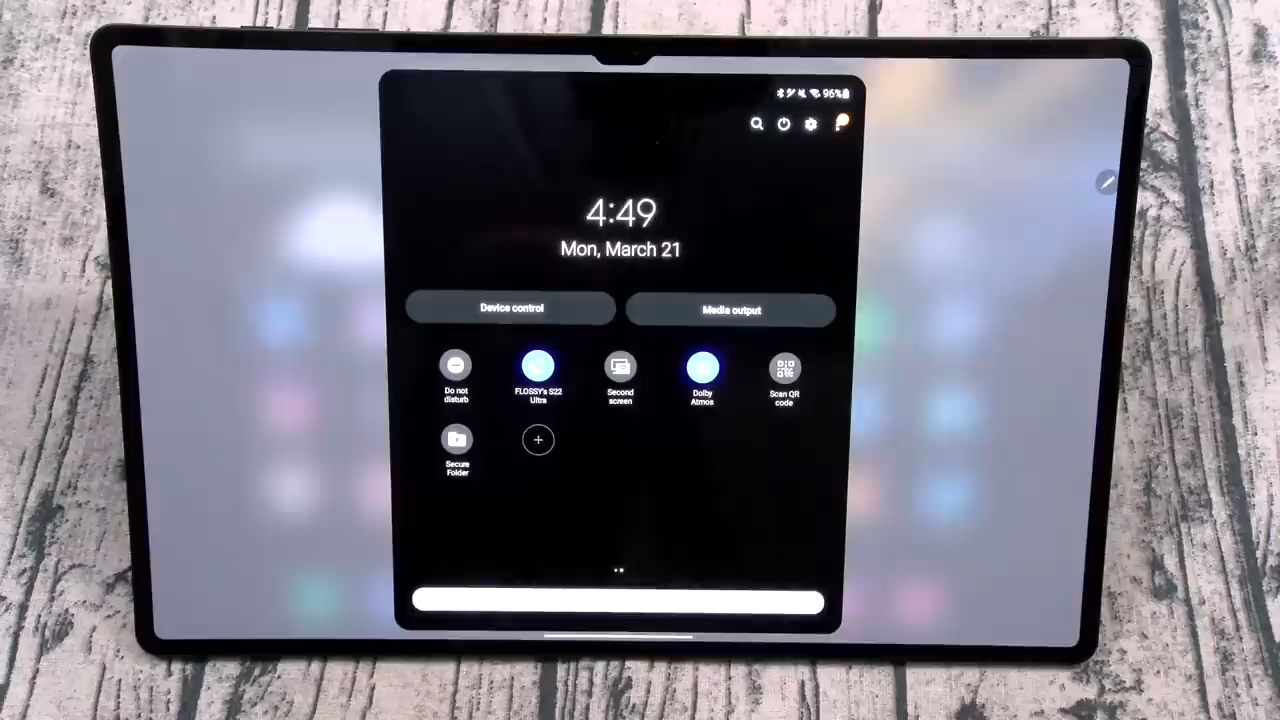 96%
4:49
Mon, March 21
Device control
Media output
Do not
disturb
FLOSSY's S22
Ultra
Second
screen
Dolby
Atmos
Scan QR
code
Secure
Folder